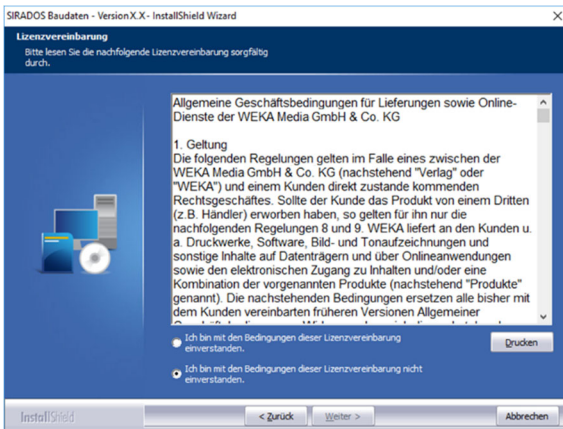 SIRADOS Baudaten - Version X.X - InstallShield Wizard
Lizenzvereinbarung
Bitte lesen Sie die nachfolgende Lizenzvereinbarung sorgfältig
durch.
Allgemeine Geschäftsbedingungen für Lieferungen sowie Online-
Dienste der WEKA Media GmbH & Co. KG
1. Geltung
Die folgenden Regelungen gelten im Falle eines zwischen der
WEKA Media GmbH & Co. KG (nachstehend "Verlag" oder
"WEKA") und einem Kunden direkt zustande kommenden
Rechtsgeschäftes. Sollte der Kunde das Produkt von einem Dritten
(z.B. Händler) erworben haben, so gelten für ihn nur die
nachfolgenden Regelungen 8 und 9. WEKA liefert an den Kunden u.
a. Druckwerke, Software, Bild- und Tonaufzeichnungen und
sonstige Inhalte auf Datenträgern und über Onlineanwendungen
sowie den elektronischen Zugang zu Inhalten und/oder eine
Kombination der vorgenannten Produkte (nachstehend "Produkte"
genannt). Die nachstehenden Bedingungen ersetzen alle bisher mit
dem Kunden vereinbarten früheren Versionen Allgemeiner
Ich bin mit den Bedingungen dieser Lizenzvereinbarung
einverstanden.
Drucken
Ich bin mit den Bedingungen dieser Lizenzvereinbarung nicht
einverstanden.
InstallShield
< Zurück
Weiter >
Abbrechen